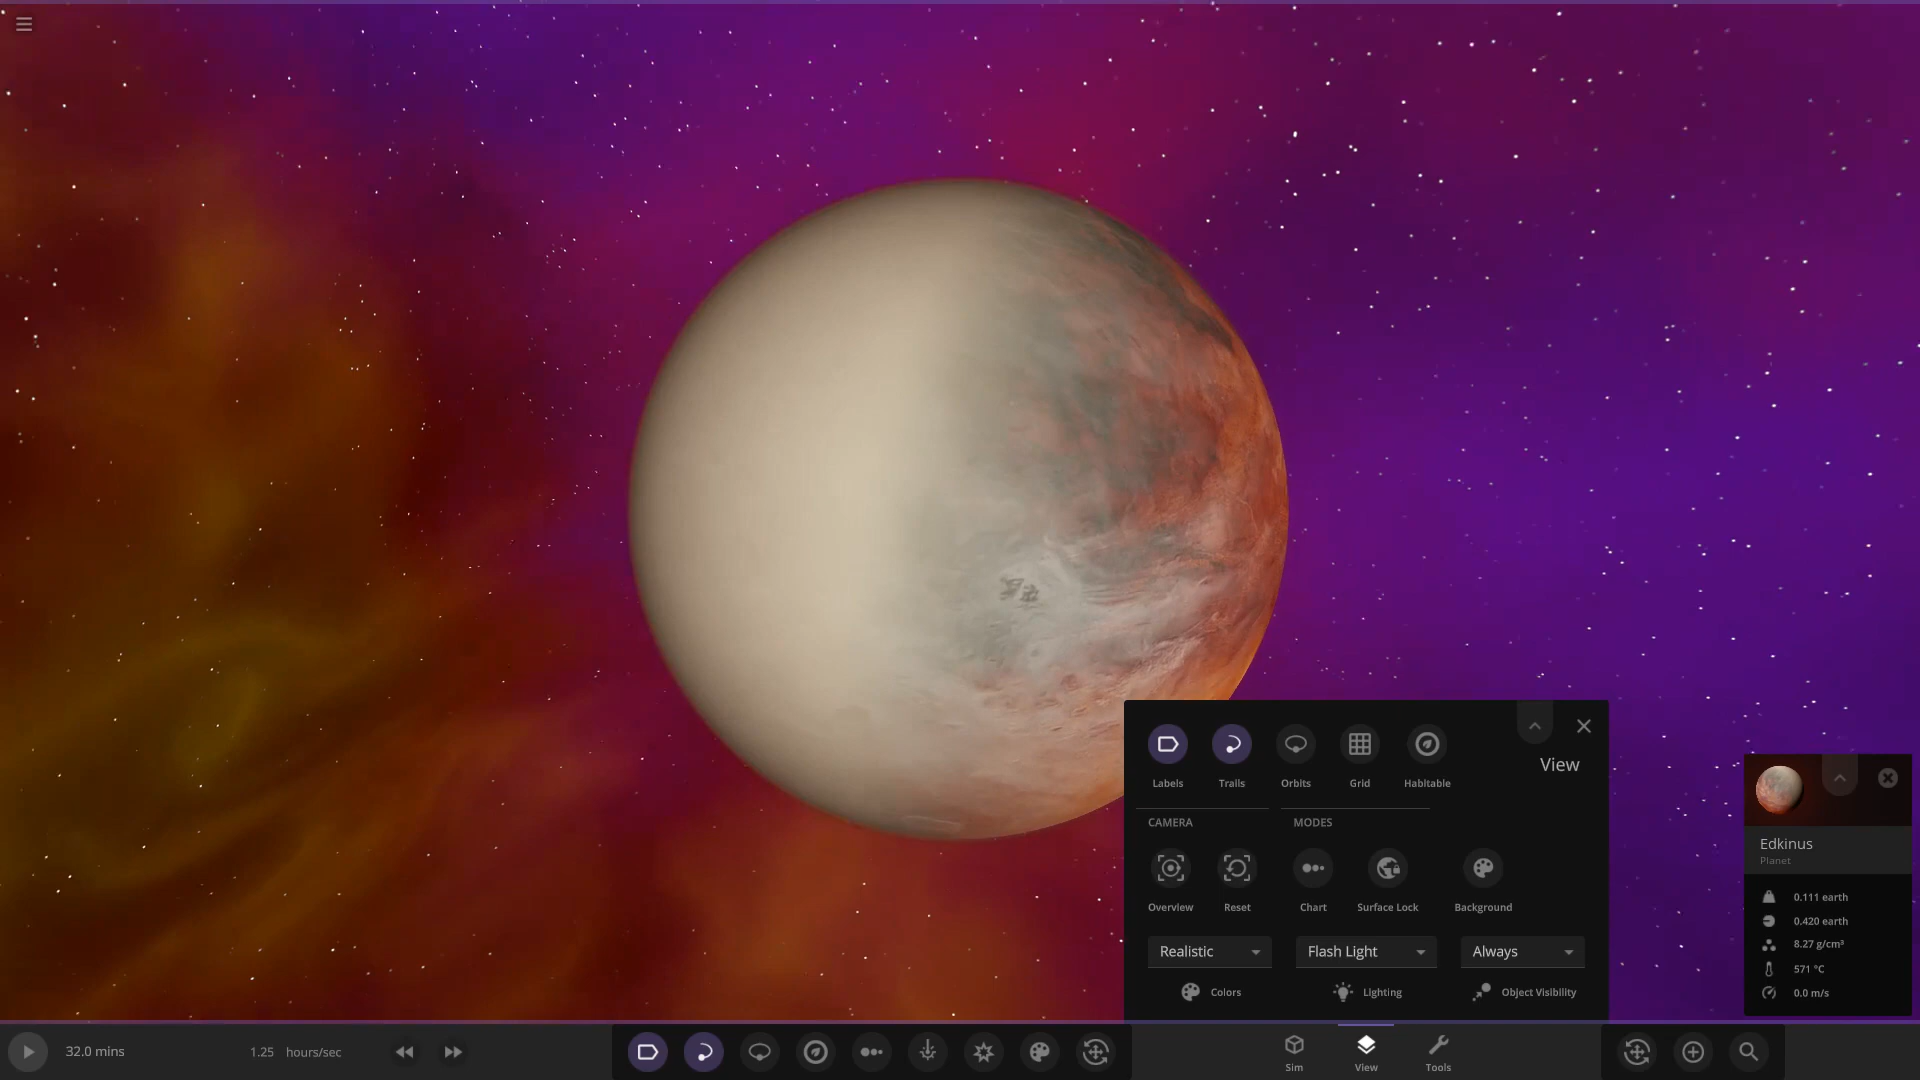 Labels Trails Orbits Grid Habitable
View
CAMERA MODES
Overview Reset Chart Surface Lock Background
Realistic Flash Light Always
Colors Lighting Object Visibility
Edkinus
Planet
0.111 earth
0.420 earth
8.27 g/cm³
571 °C
0.0 m/s
32.0 mins 1.25 hours/sec
Sim View Tools